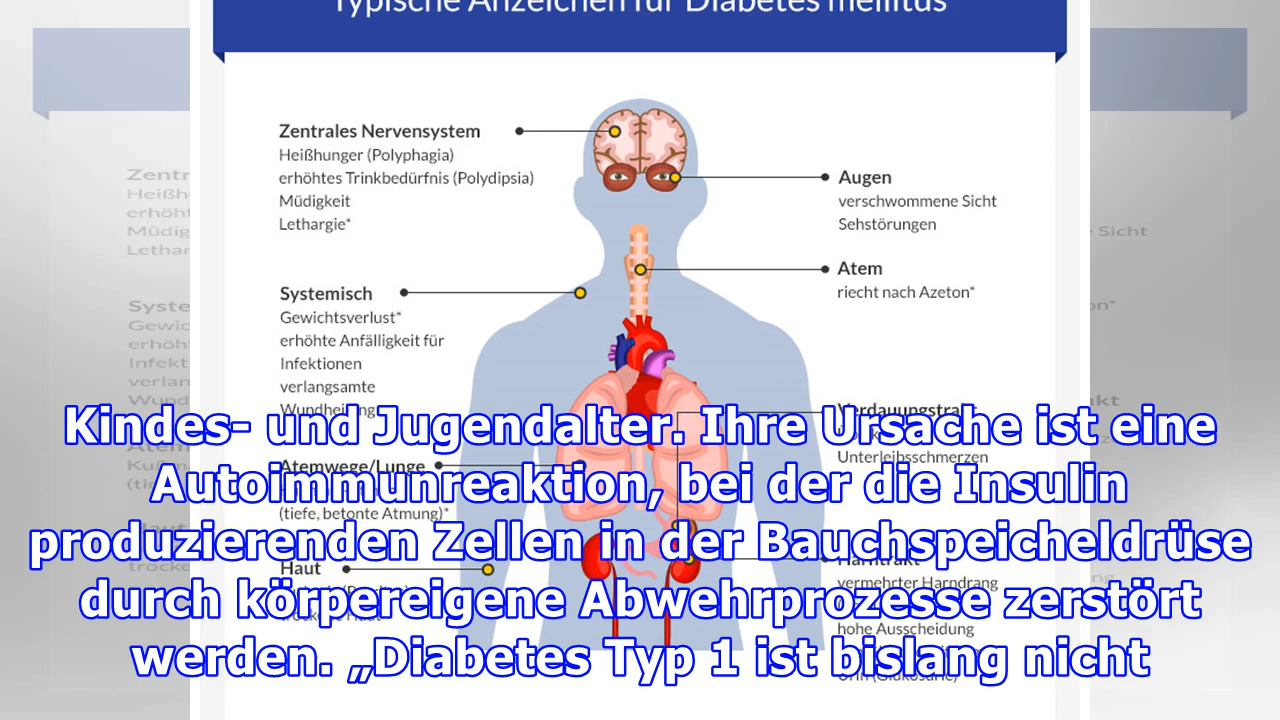 Typische Anzeichen für Diabetes mellitus
Zentrales Nervensystem
Heißhunger (Polyphagia)
erhöhtes Trinkbedürfnis (Polydipsia)
Müdigkeit
Lethargie*
Augen
verschwommene Sicht
Sehstörungen
Atem
riecht nach Azeton*
Systemisch
Gewichtsverlust*
erhöhte Anfälligkeit für
Infektionen
verlangsamte
Wundheilung
Verdauungstrakt
Unterleibsschmerzen
Atemwege/Lunge
(tiefe, betonte Atmung)*
Haut
Harntrakt
vermehrter Harndrang
hohe Ausscheidung
Kindes- und Jugendalter. Ihre Ursache ist eine
Autoimmunreaktion, bei der die Insulin
produzierenden Zellen in der Bauchspeicheldrüse
durch körpereigene Abwehrprozesse zerstört
werden. „Diabetes Typ 1 ist bislang nicht